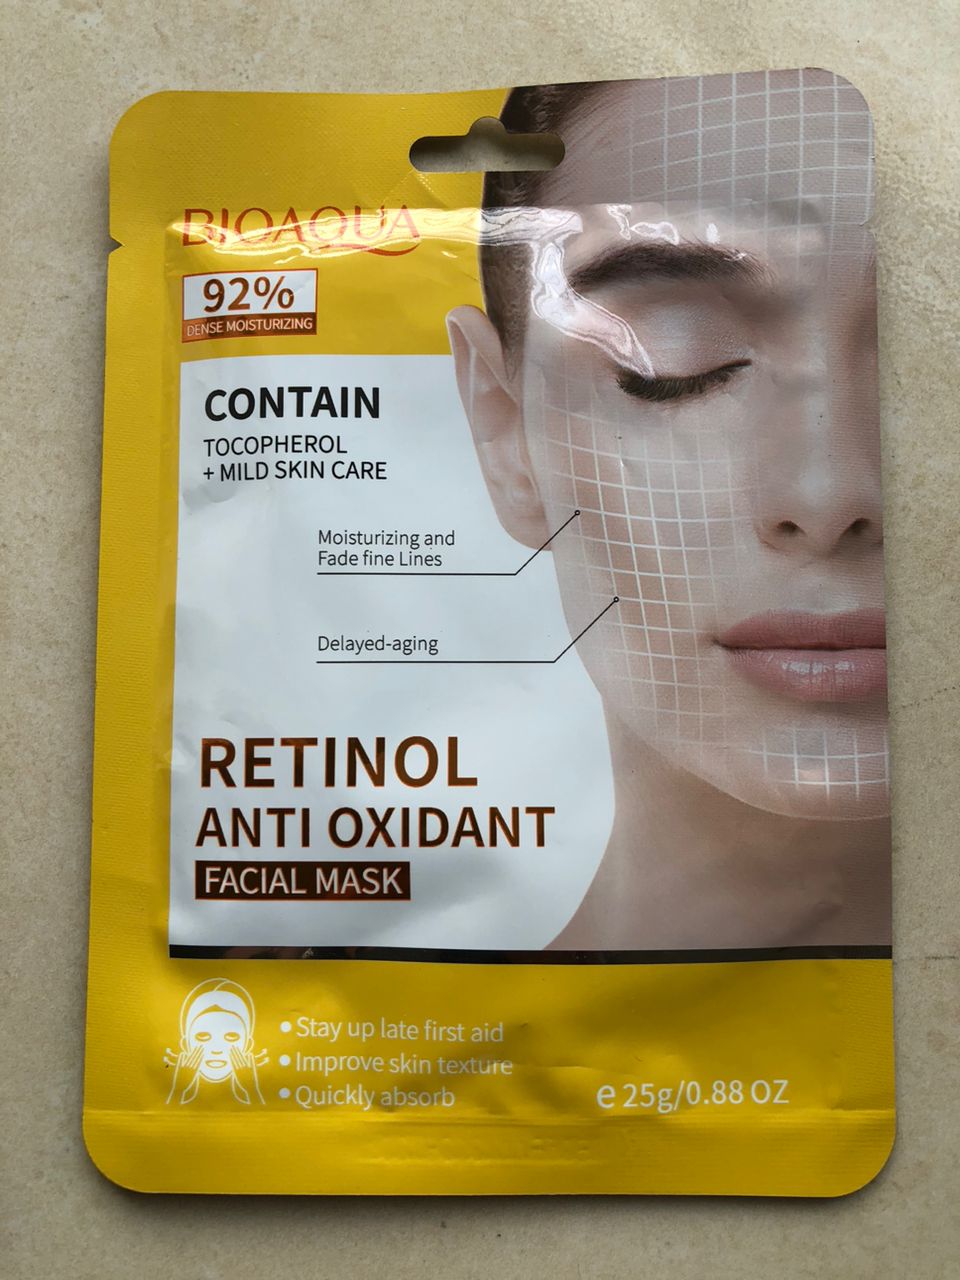 BIOAQUA
92%
DENSE MOISTURIZING
CONTAIN
TOCOPHEROL
+ MILD SKIN CARE
Moisturizing and
Fade fine Lines
Delayed-aging
RETINOL
ANTI OXIDANT
FACIAL MASK
• Stay up late first aid
• Improve skin texture
• Quickly absorb
e 25g/0.88 OZ